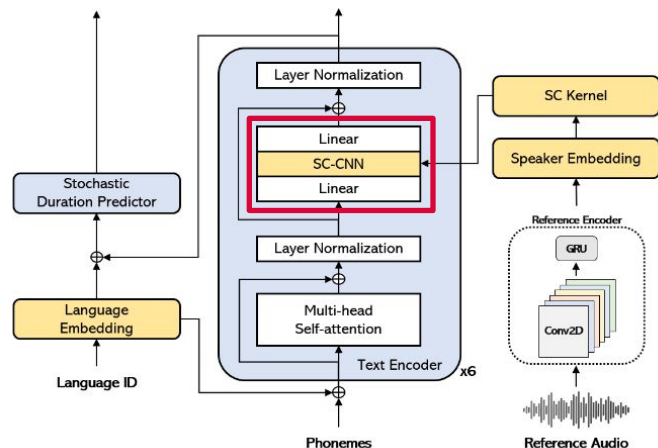 Layer Normalization
Linear
SC-CNN
Linear
Layer Normalization
Multi-head
Self-attention
Text Encoder
x6
Phonemes
Stochastic
Duration Predictor
Language
Embedding
Language ID
SC Kernel
Speaker Embedding
Reference Encoder
GRU
Conv2D
Reference Audio